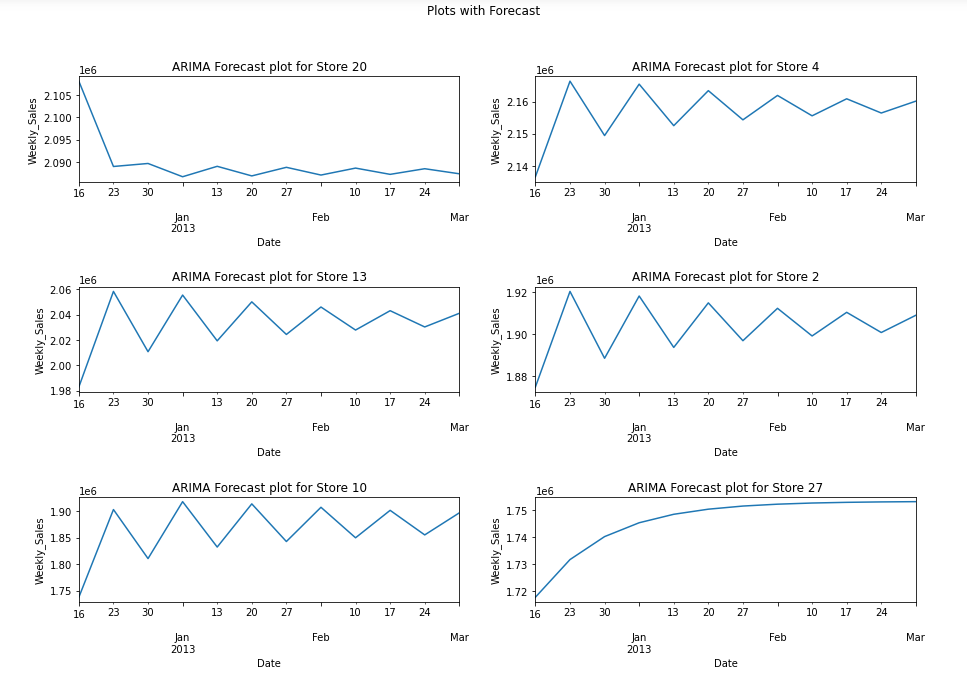 Plots with Forecast
ARIMA Forecast plot for Store 20
1e6
Weekly_Sales
2.105
2.100
2.095
2.090
16 23 30 13 20 27 10 17 24
Jan Feb Mar
2013
Date
ARIMA Forecast plot for Store 4
1e6
Weekly_Sales
2.16
2.15
2.14
16 23 30 13 20 27 10 17 24
Jan Feb Mar
2013
Date
ARIMA Forecast plot for Store 13
1e6
Weekly_Sales
2.06
2.04
2.02
2.00
1.98
16 23 30 13 20 27 10 17 24
Jan Feb Mar
2013
Date
ARIMA Forecast plot for Store 2
1e6
Weekly_Sales
1.92
1.90
1.88
16 23 30 13 20 27 10 17 24
Jan Feb Mar
2013
Date
ARIMA Forecast plot for Store 10
1e6
Weekly_Sales
1.90
1.85
1.80
1.75
16 23 30 13 20 27 10 17 24
Jan Feb Mar
2013
Date
ARIMA Forecast plot for Store 27
1e6
Weekly_Sales
1.75
1.74
1.73
1.72
16 23 30 13 20 27 10 17 24
Jan Feb Mar
2013
Date